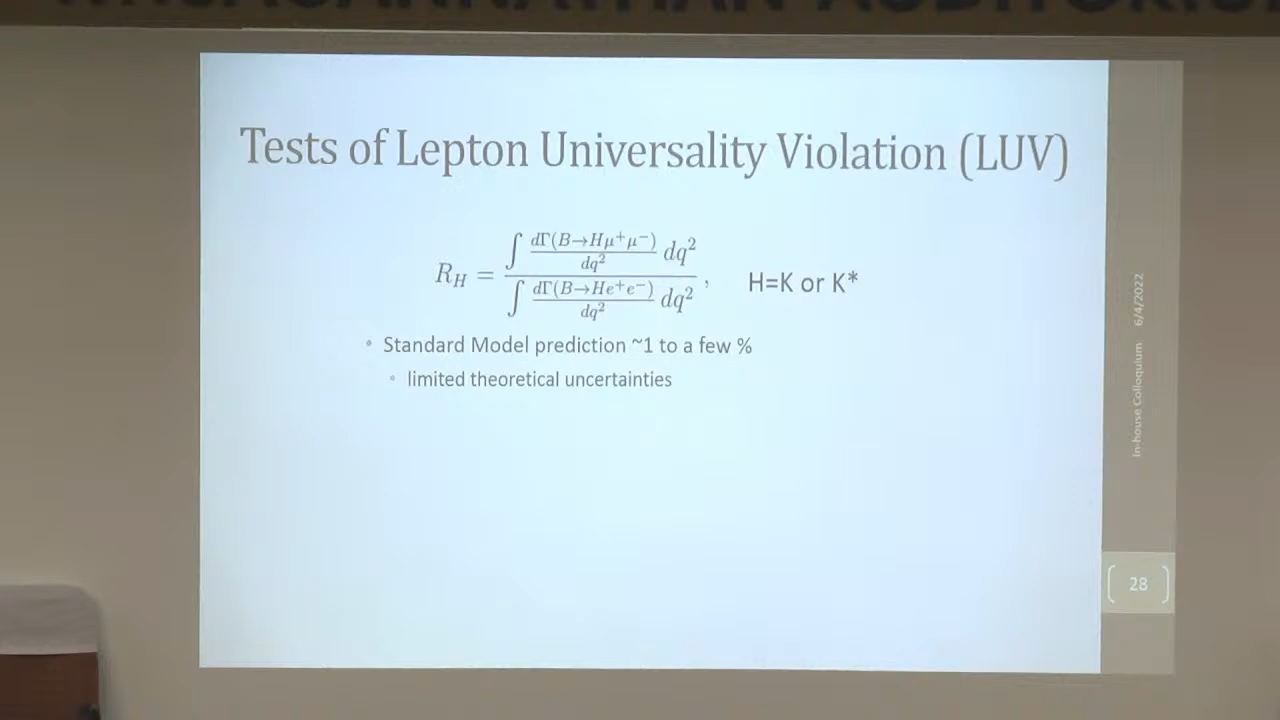 AUDITORIUM
Tests of Lepton Universality Violation (LUV)
R_H = ∫ dΓ(B→Hμ⁺μ⁻)/dq² dq² / ∫ dΓ(B→He⁺e⁻)/dq² dq² , H=K or K*
• Standard Model prediction ~1 to a few %
• limited theoretical uncertainties
In-house Colloquium 6/4/2022
28